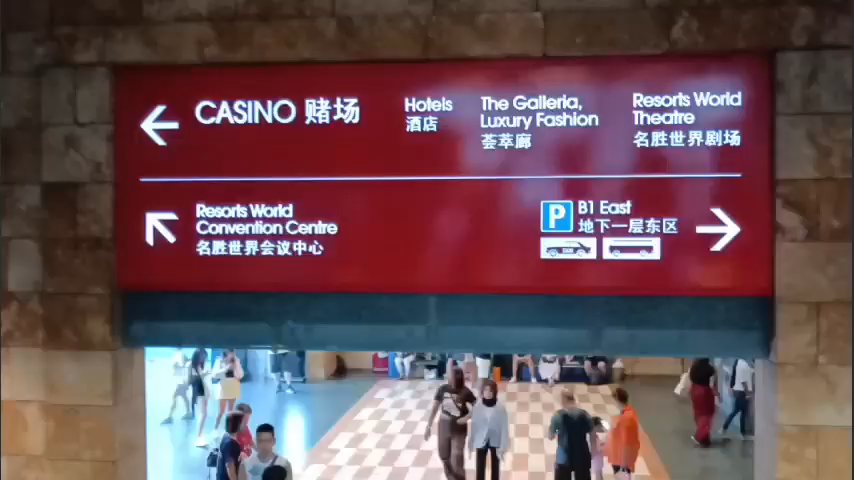 CASINO 赌场
Hotels
酒店
The Galleria,
Luxury Fashion
荟萃廊
Resorts World
Theatre
名胜世界剧场
Resorts World
Convention Centre
名胜世界会议中心
P
B1 East
地下一层东区